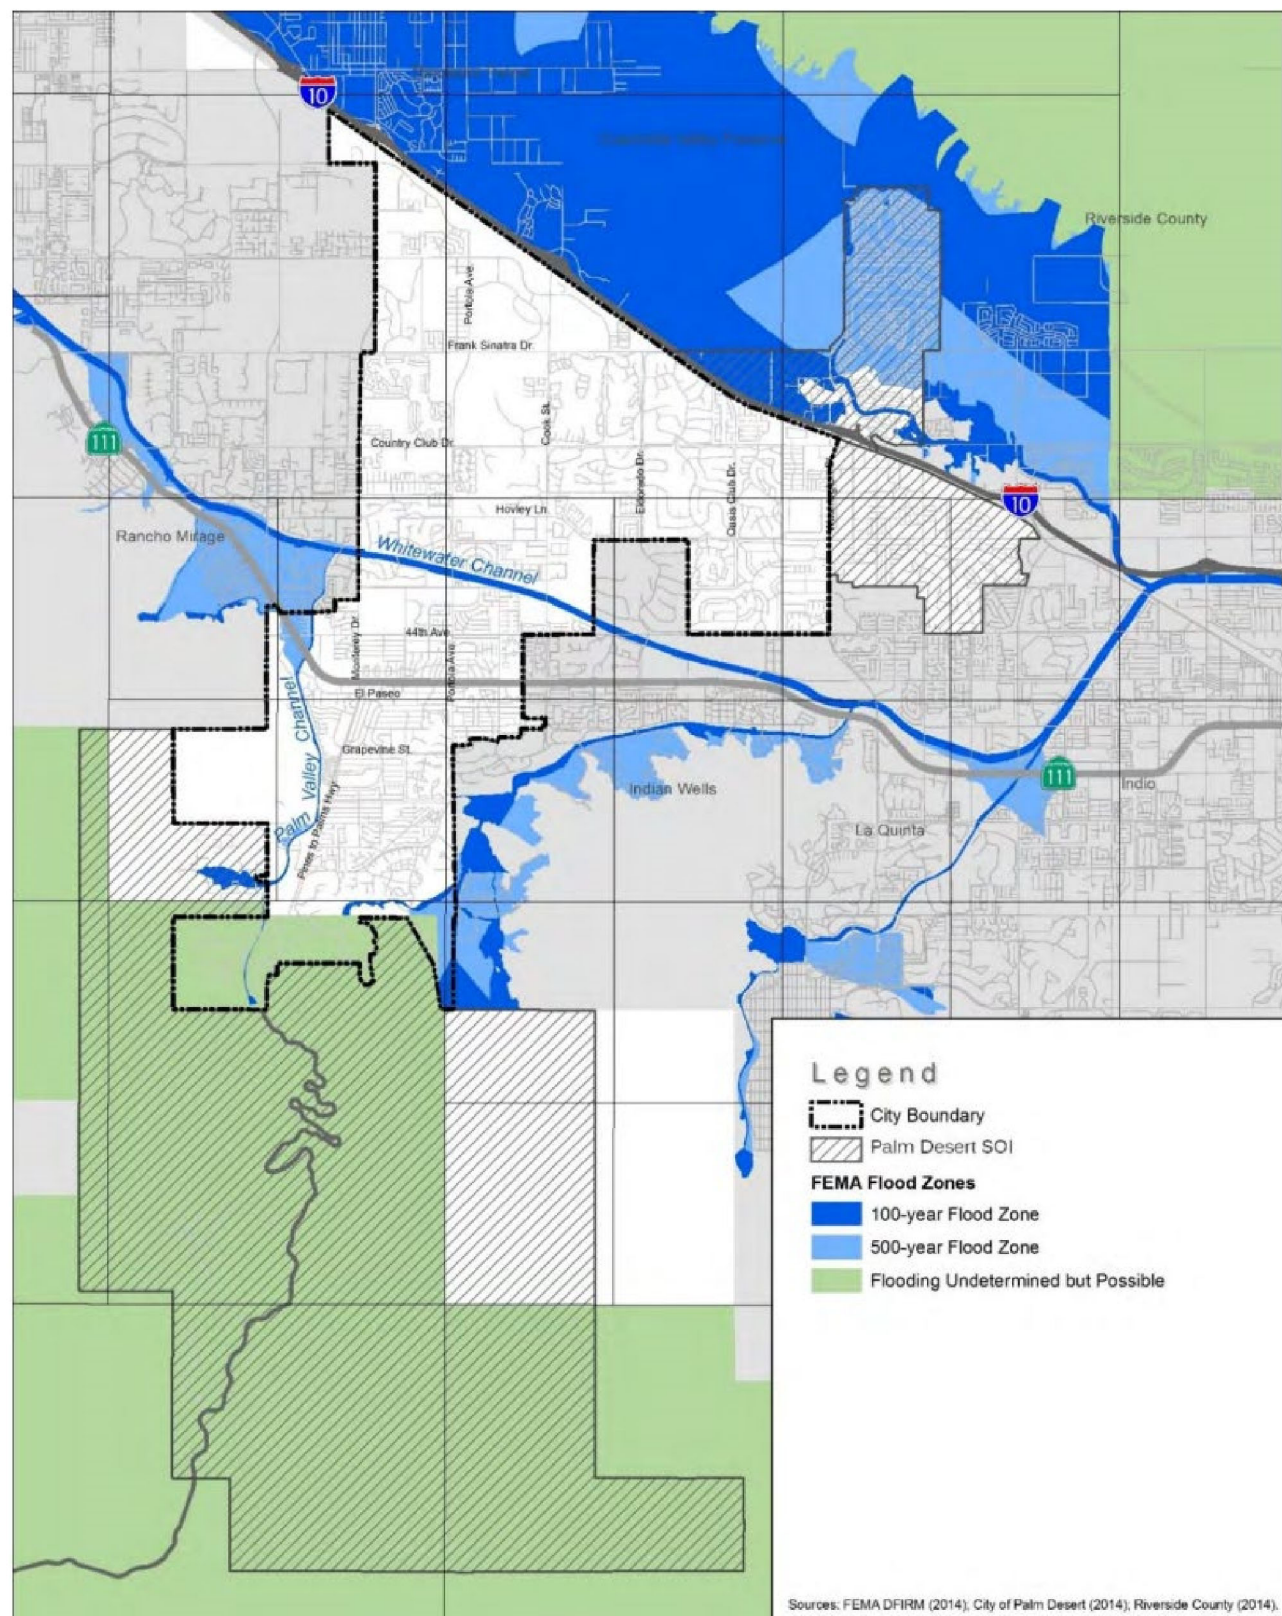 10
Riverside County
Portola Ave.
Frank Sinatra Dr.
111
Country Club Dr.
Cook St.
Eldorado Dr.
Oasis Club Dr.
10
Hovley Ln
Rancho Mirage
Whitewater Channel
44th Ave.
Monterey Dr.
Portola Ave.
El Paseo
Palm Valley Channel
Grapevine St.
Pines to Palms Hwy
Indian Wells
111
Indio
La Quinta
Legend
City Boundary
Palm Desert SOI
FEMA Flood Zones
100-year Flood Zone
500-year Flood Zone
Flooding Undetermined but Possible
Sources: FEMA DFIRM (2014); City of Palm Desert (2014); Riverside County (2014).